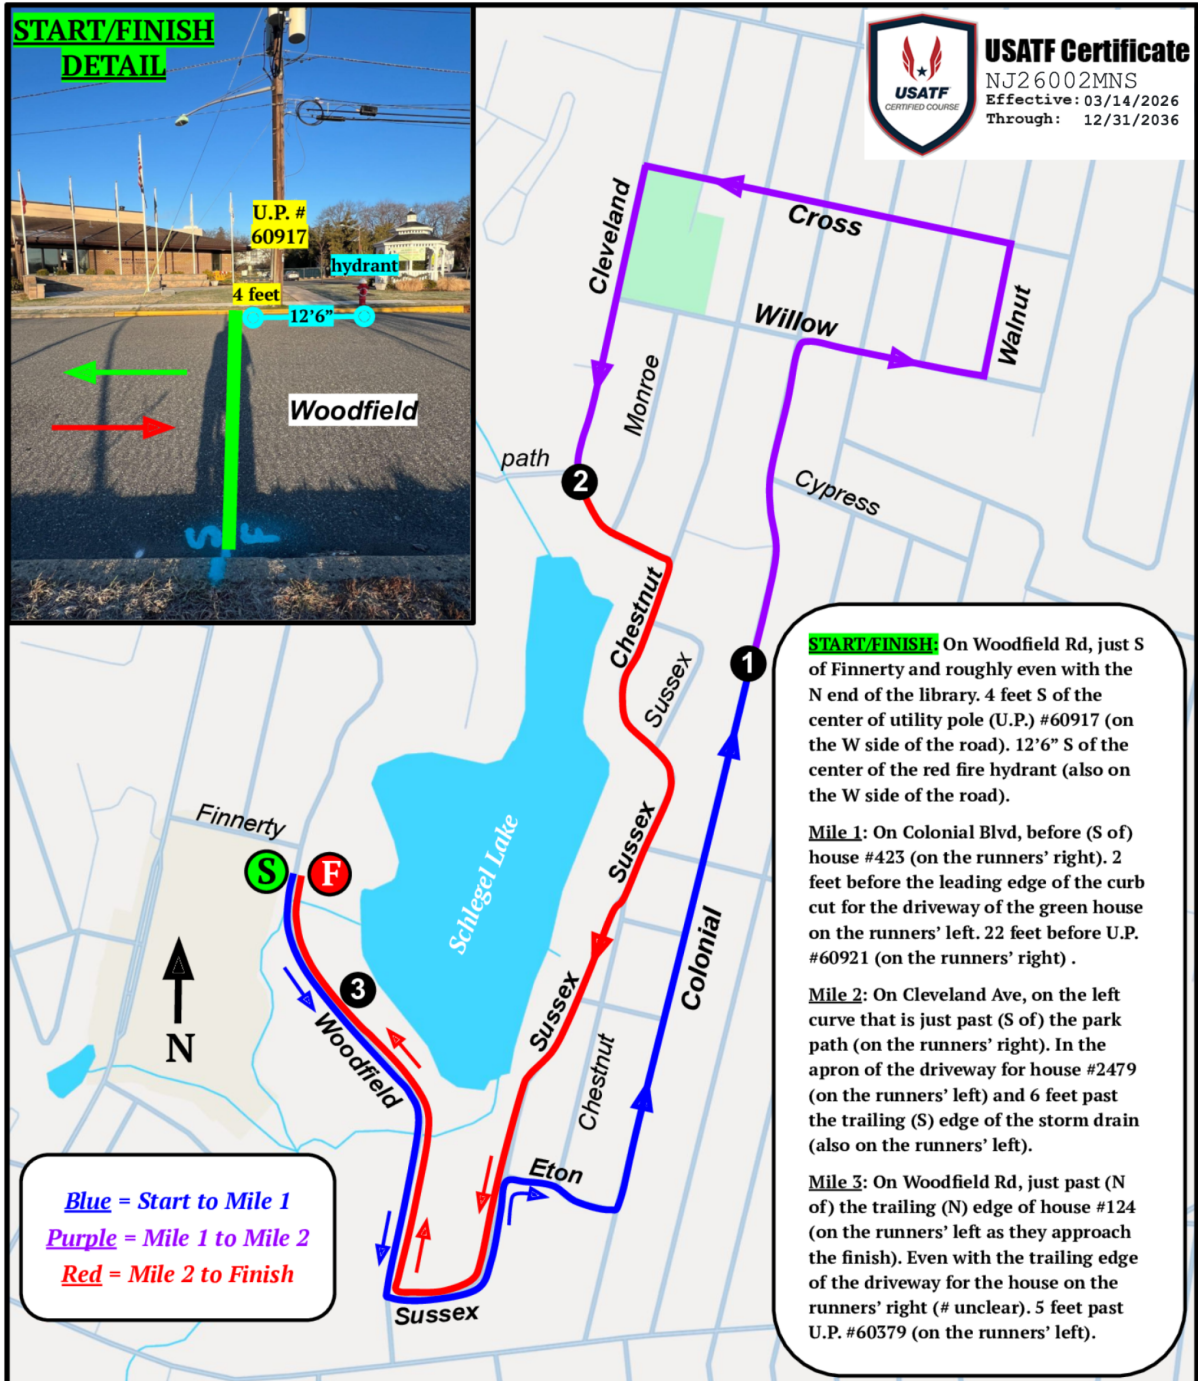 START/FINISH
DETAIL
U.P. #
60917
hydrant
4 feet
12'6"
Woodfield
S F
USATF
CERTIFIED COURSE
USATF Certificate
NJ26002MNS
Effective: 03/14/2026
Through: 12/31/2036
Cleveland
Cross
Willow
Walnut
Monroe
path
2
Cypress
Chestnut
Sussex
1
Sussex
Finnerty
S F
Schlegel Lake
Colonial
3
N
Woodfield
Sussex
Chestnut
Eton
Sussex
Blue = Start to Mile 1
Purple = Mile 1 to Mile 2
Red = Mile 2 to Finish
START/FINISH: On Woodfield Rd, just S
of Finnerty and roughly even with the
N end of the library. 4 feet S of the
center of utility pole (U.P.) #60917 (on
the W side of the road). 12'6” S of the
center of the red fire hydrant (also on
the W side of the road).
Mile 1: On Colonial Blvd, before (S of)
house #423 (on the runners' right). 2
feet before the leading edge of the curb
cut for the driveway of the green house
on the runners' left. 22 feet before U.P.
#60921 (on the runners' right) .
Mile 2: On Cleveland Ave, on the left
curve that is just past (S of) the park
path (on the runners' right). In the
apron of the driveway for house #2479
(on the runners' left) and 6 feet past
the trailing (S) edge of the storm drain
(also on the runners' left).
Mile 3: On Woodfield Rd, just past (N
of) the trailing (N) edge of house #124
(on the runners' left as they approach
the finish). Even with the trailing edge
of the driveway for the house on the
runners' right (# unclear). 5 feet past
U.P. #60379 (on the runners' left).